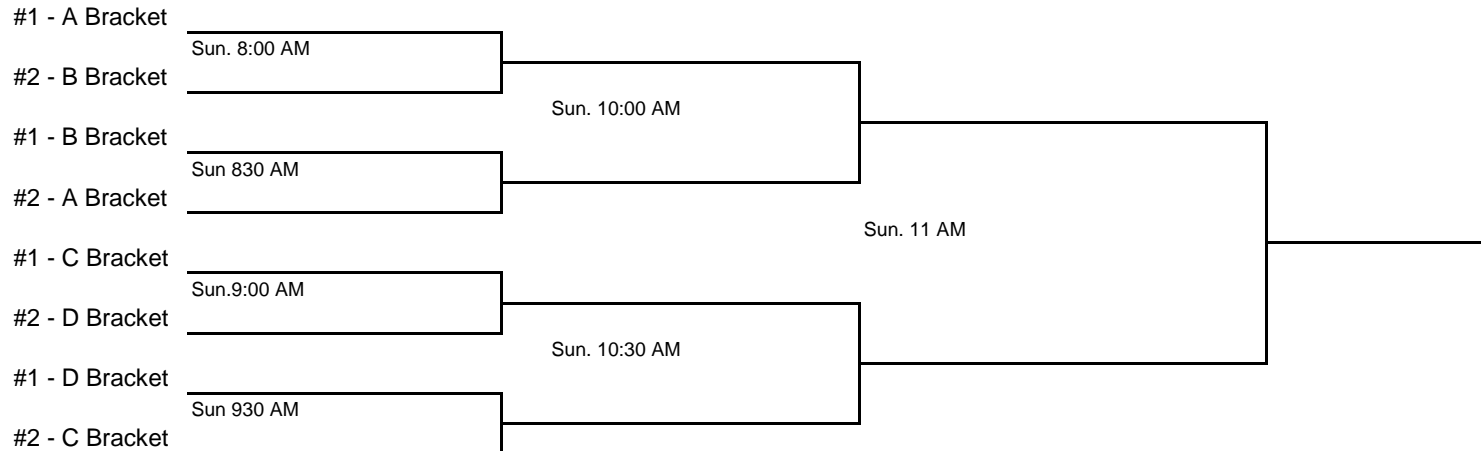 #1 - A Bracket
Sun. 8:00 AM
#2 - B Bracket
Sun. 10:00 AM
#1 - B Bracket
Sun 830 AM
#2 - A Bracket
Sun. 11 AM
#1 - C Bracket
Sun.9:00 AM
#2 - D Bracket
Sun. 10:30 AM
#1 - D Bracket
Sun 930 AM
#2 - C Bracket